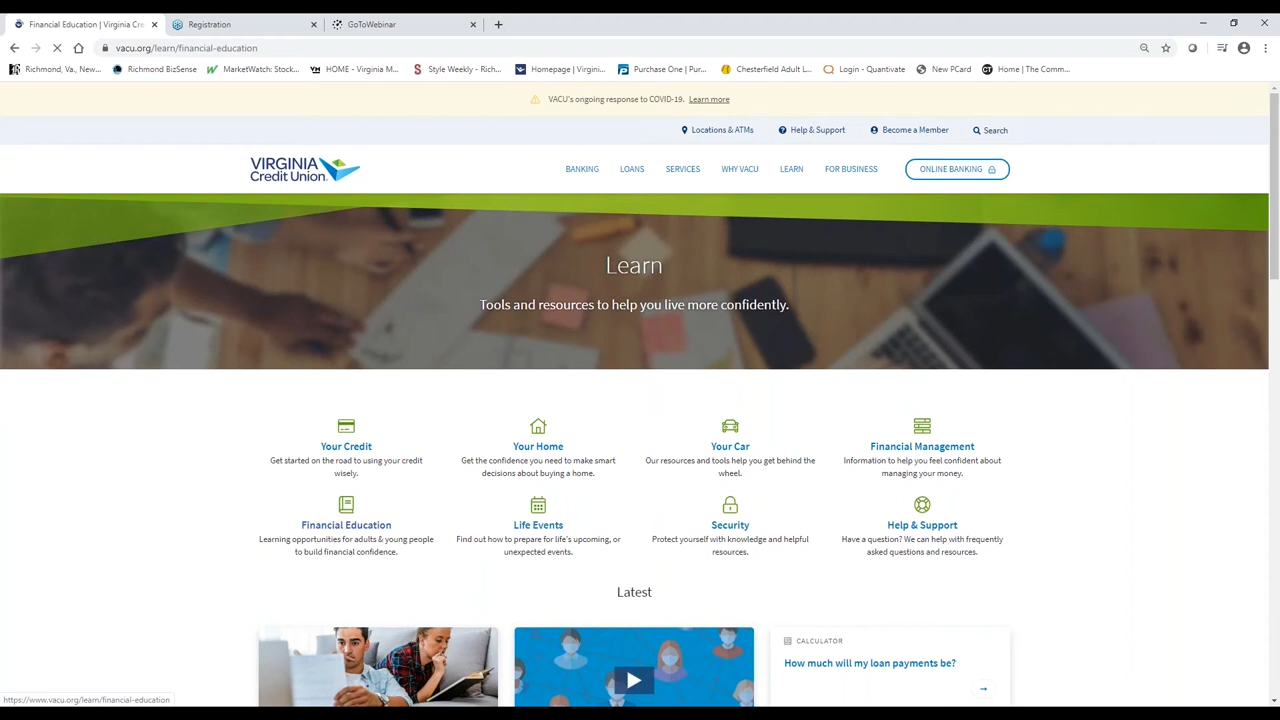 Financial Education | Virginia Cre
Registration
GoToWebinar
vacu.org/learn/financial-education
Richmond, Va., New...
Richmond BizSense
MarketWatch: Stock...
HOME - Virginia M...
Style Weekly - Rich...
Homepage | Virgini...
Purchase One | Pur...
Chesterfield Adult L...
Login - Quantivate
New PCard
Home | The Comm...
VACU's ongoing response to COVID-19. Learn more
Locations & ATMs
Help & Support
Become a Member
Search
VIRGINIA
Credit Union
BANKING
LOANS
SERVICES
WHY VACU
LEARN
FOR BUSINESS
ONLINE BANKING
Learn
Tools and resources to help you live more confidently.
Your Credit
Get started on the road to using your credit
wisely.
Your Home
Get the confidence you need to make smart
decisions about buying a home.
Your Car
Our resources and tools help you get behind the
wheel.
Financial Management
Information to help you feel confident about
managing your money.
Financial Education
Learning opportunities for adults & young people
to build financial confidence.
Life Events
Find out how to prepare for life's upcoming, or
unexpected events.
Security
Protect yourself with knowledge and helpful
resources.
Help & Support
Have a question? We can help with frequently
asked questions and resources.
Latest
CALCULATOR
How much will my loan payments be?
https://www.vacu.org/learn/financial-education